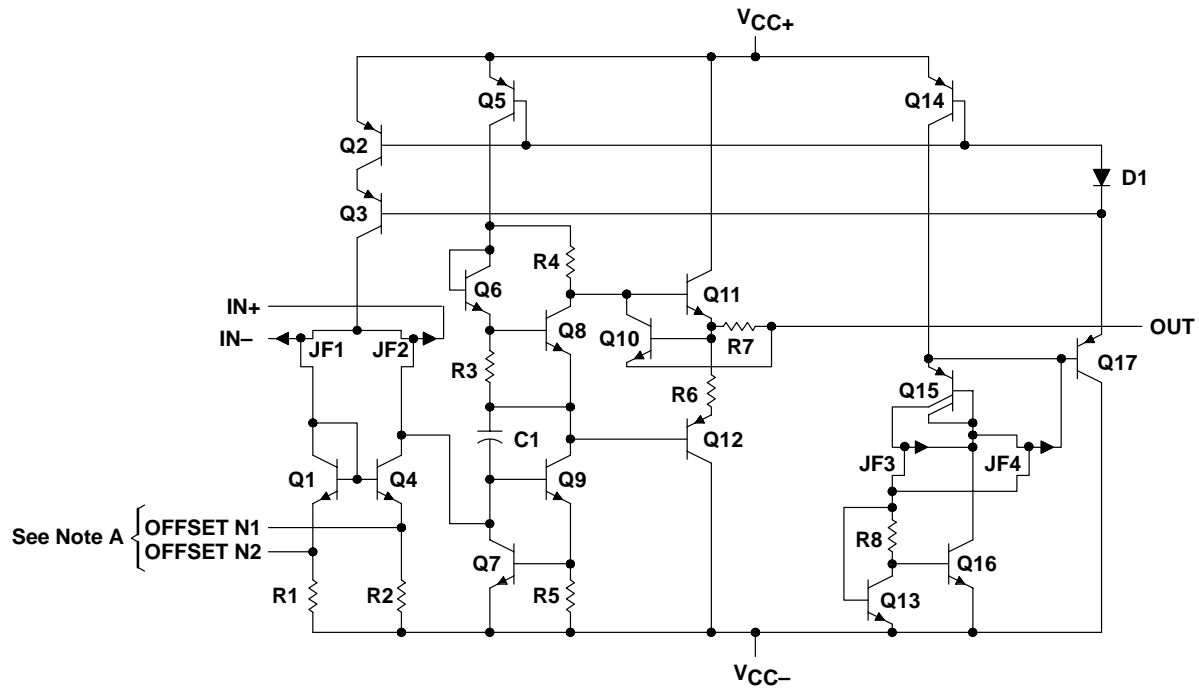 VCC+
Q5
Q14
Q2
D1
Q3
R4
Q6
Q11
IN+
Q8
Q10
OUT
IN–
JF1
JF2
R7
R3
Q17
Q15
R6
C1
Q12
JF3
JF4
Q1
Q4
Q9
See Note A
OFFSET N1
OFFSET N2
R8
Q7
Q16
R1
R2
R5
Q13
VCC–